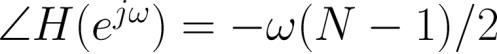 ∠H(e^{jω}) = −ω(N − 1)/2